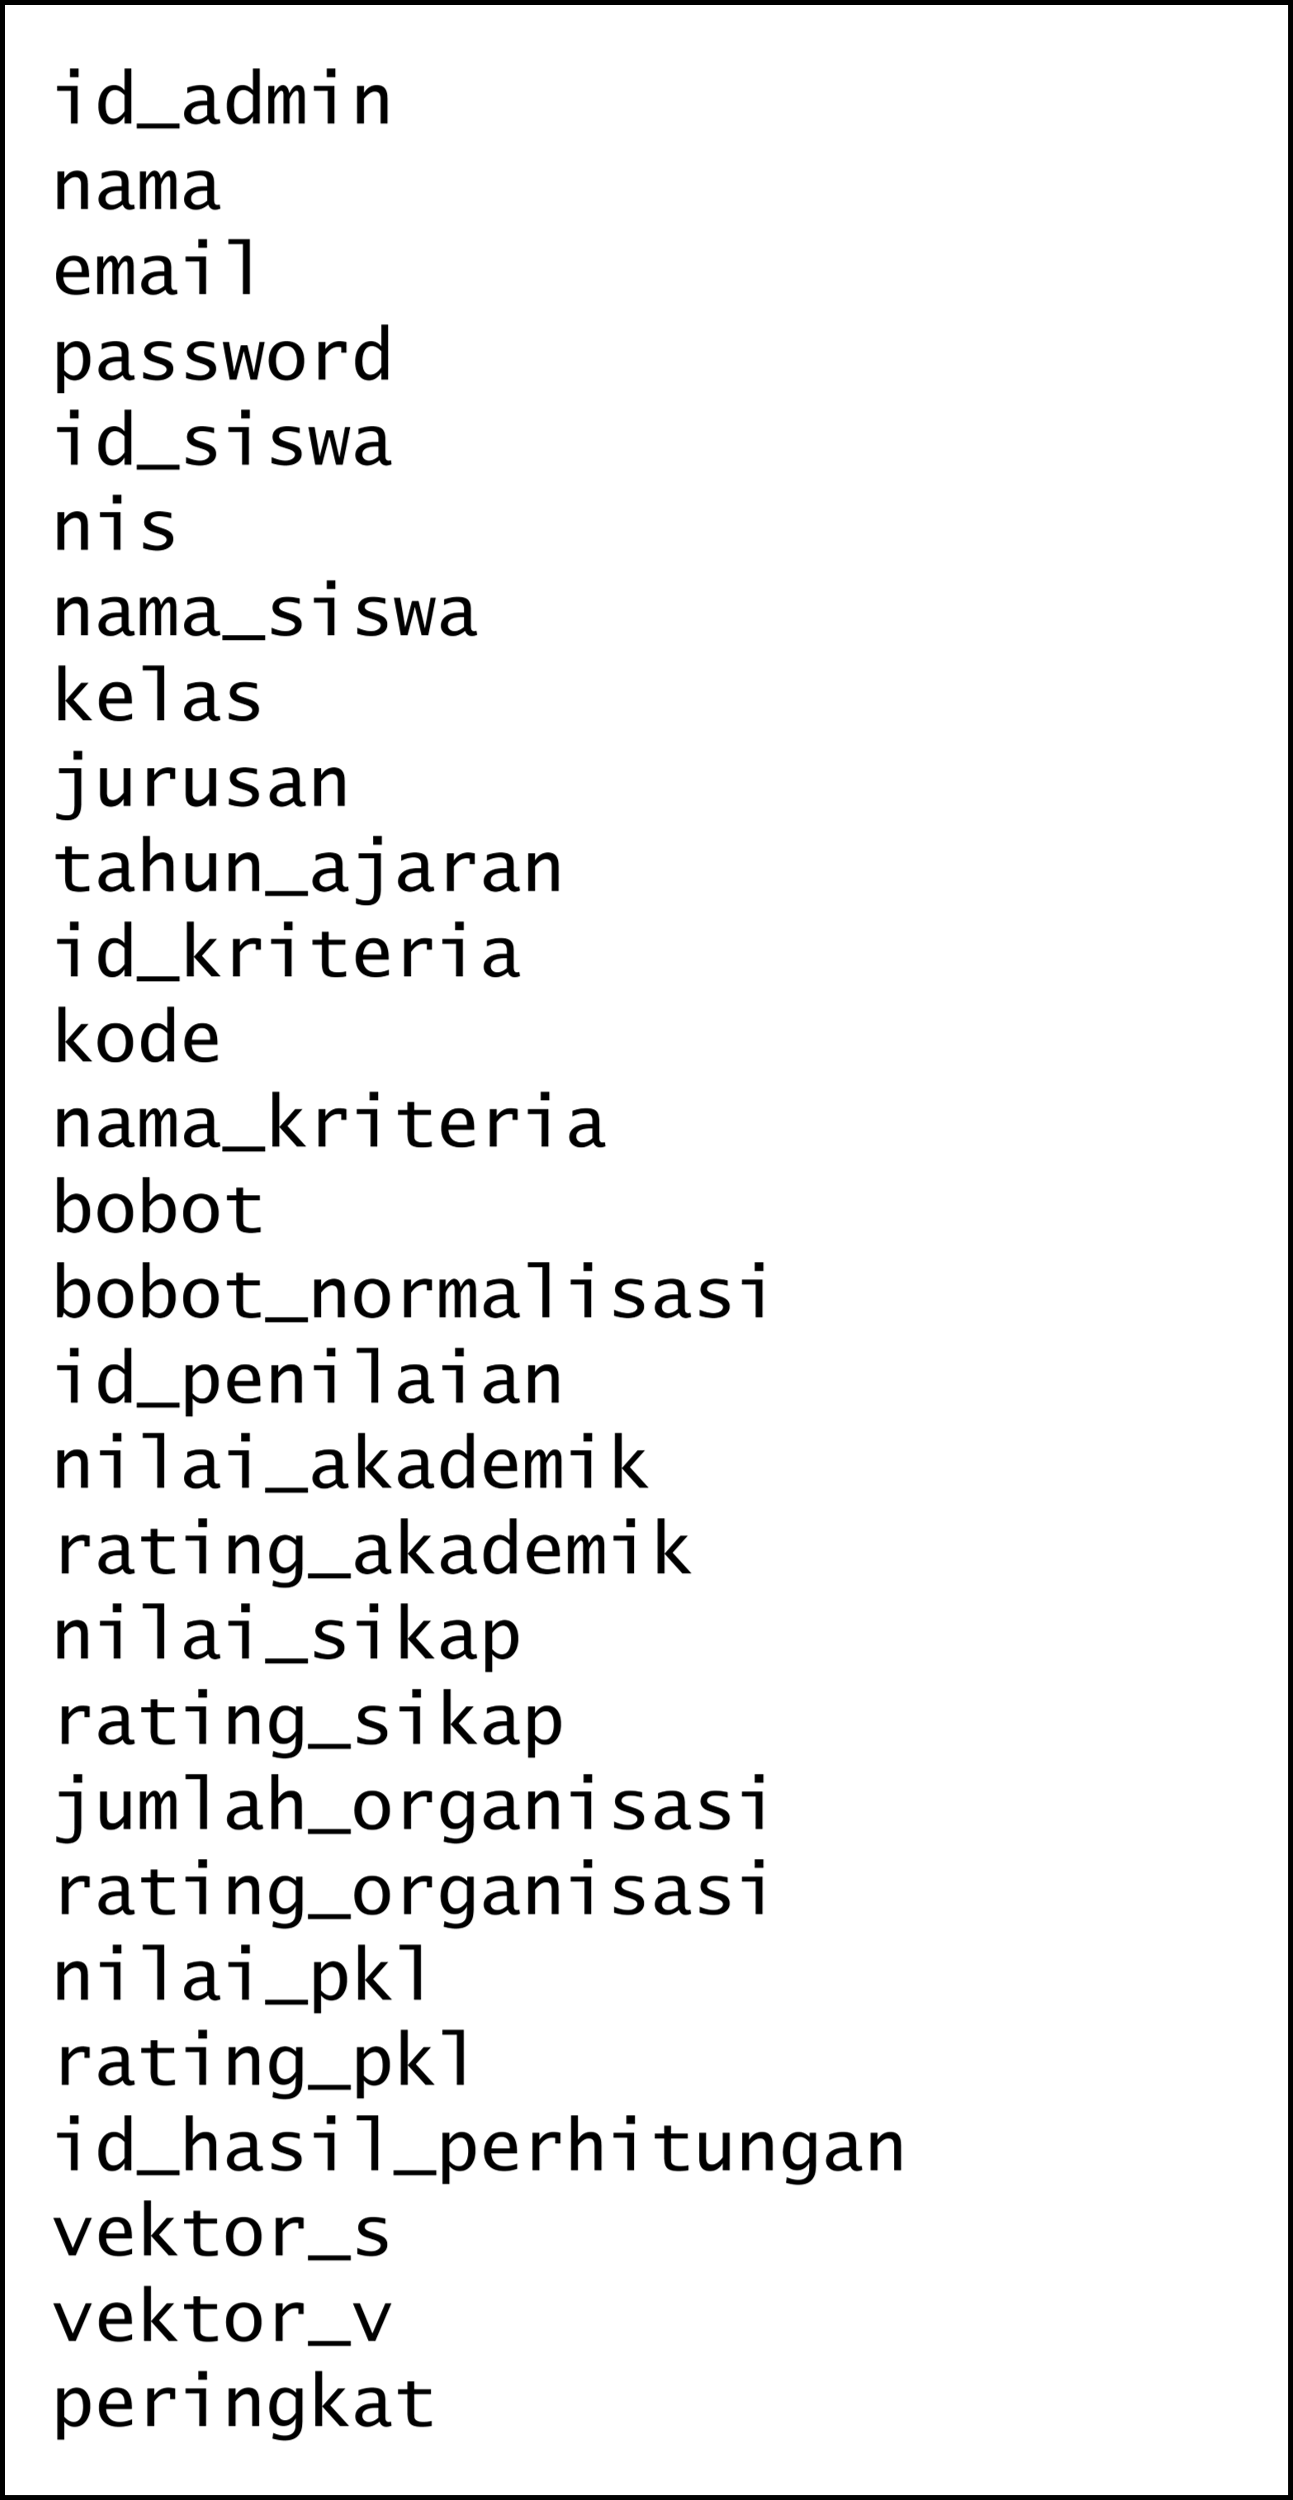 id_admin
nama
email
password
id_siswa
nis
nama_siswa
kelas
jurusan
tahun_ajaran
id_kriteria
kode
nama_kriteria
bobot
bobot_normalisasi
id_penilaian
nilai_akademik
rating_akademik
nilai_sikap
rating_sikap
jumlah_organisasi
rating_organisasi
nilai_pkl
rating_pkl
id_hasil_perhitungan
vektor_s
vektor_v
peringkat